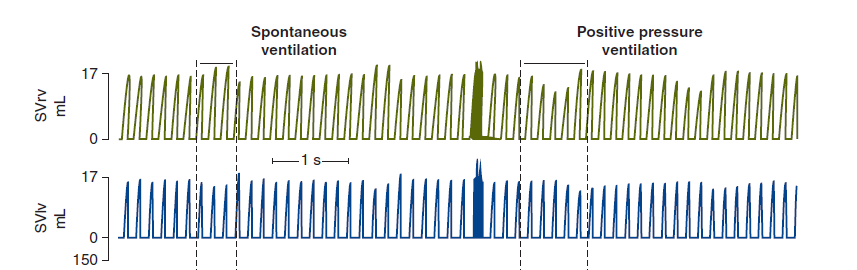 Spontaneous
ventilation
Positive pressure
ventilation
17
SVrv
mL
0
1 s
17
SVlv
mL
0
150